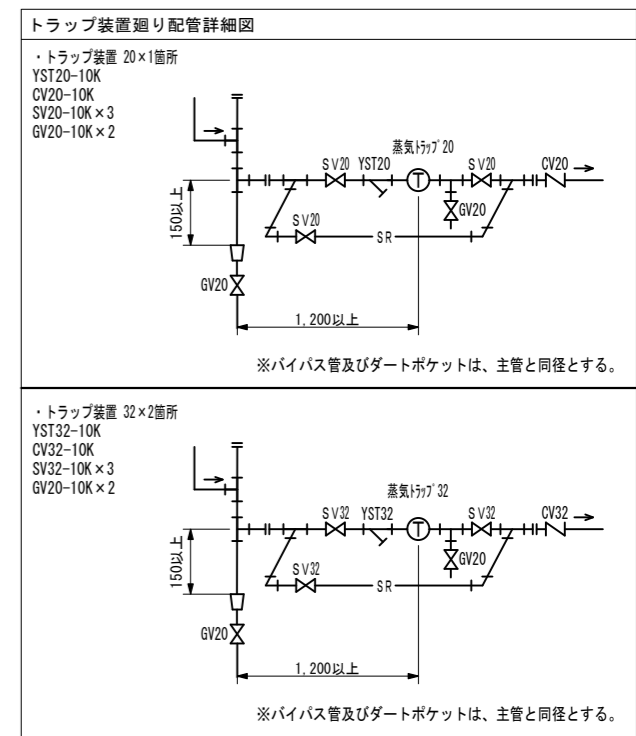 トラップ装置廻り配管詳細図
・トラップ装置 20×1箇所
YST20-10K
CV20-10K
SV20-10K×3
GV20-10K×2
蒸気ﾄﾗｯﾌﾟ20
SV20 YST20 SV20 CV20
T
GV20
150以上
SV20
SR
GV20
1,200以上
※バイパス管及びダートポケットは、主管と同径とする。
・トラップ装置 32×2箇所
YST32-10K
CV32-10K
SV32-10K×3
GV20-10K×2
蒸気ﾄﾗｯﾌﾟ32
SV32 YST32 SV32 CV32
T
GV20
150以上
SV32
SR
GV20
1,200以上
※バイパス管及びダートポケットは、主管と同径とする。